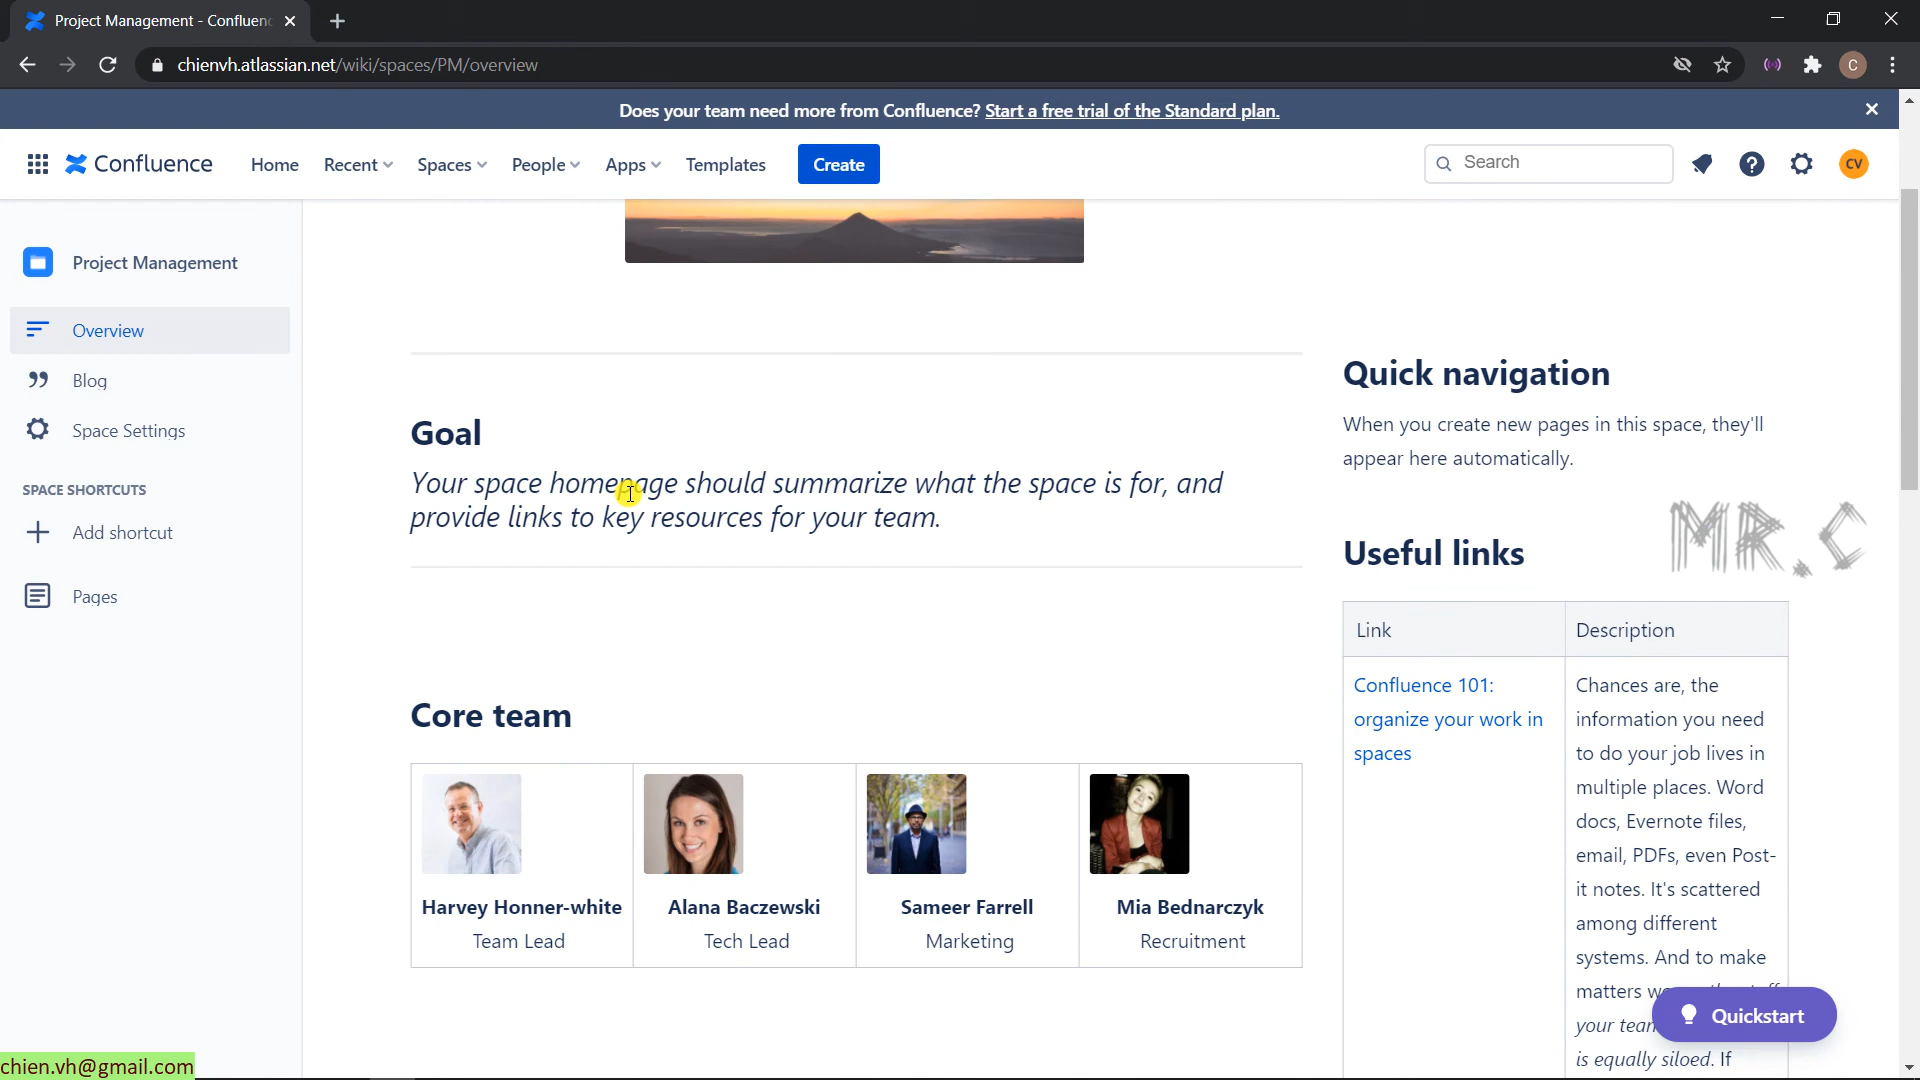 Project Management - Confluenc
chienvh.atlassian.net/wiki/spaces/PM/overview
C
Does your team need more from Confluence? Start a free trial of the Standard plan.
Confluence
Home
Recent
Spaces
People
Apps
Templates
Create
Search
CV
Project Management
Overview
Blog
Space Settings
SPACE SHORTCUTS
Add shortcut
Pages
Goal
Your space homepage should summarize what the space is for, and
provide links to key resources for your team.
Core team
Harvey Honner-white
Team Lead
Alana Baczewski
Tech Lead
Sameer Farrell
Marketing
Mia Bednarczyk
Recruitment
Quick navigation
When you create new pages in this space, they'll
appear here automatically.
MR.C
Useful links
Link
Description
Confluence 101:
organize your work in
spaces
Chances are, the
information you need
to do your job lives in
multiple places. Word
docs, Evernote files,
email, PDFs, even Post-
it notes. It's scattered
among different
systems. And to make
matters
your
is equally siloed. If
Quickstart
chien.vh@gmail.com